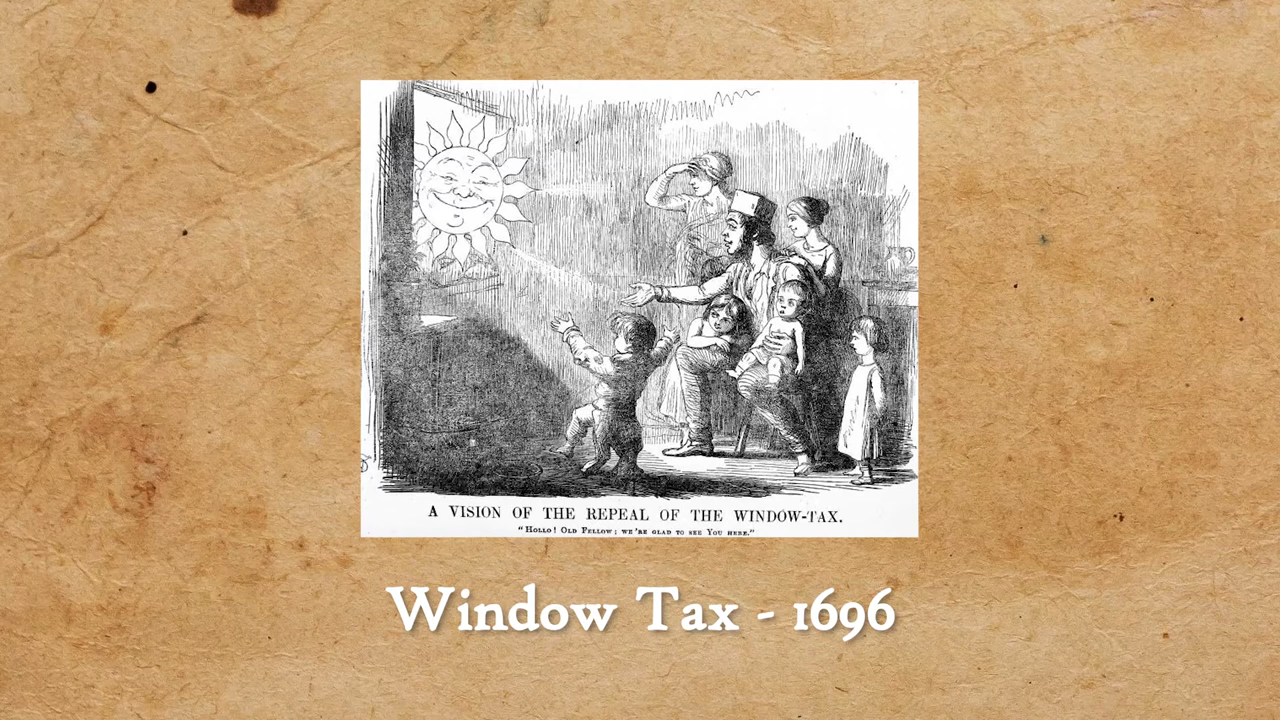 A VISION OF THE REPEAL OF THE WINDOW-TAX.
"HOLLO! OLD FELLOW; WE'RE GLAD TO SEE YOU HERE."
Window Tax - 1696